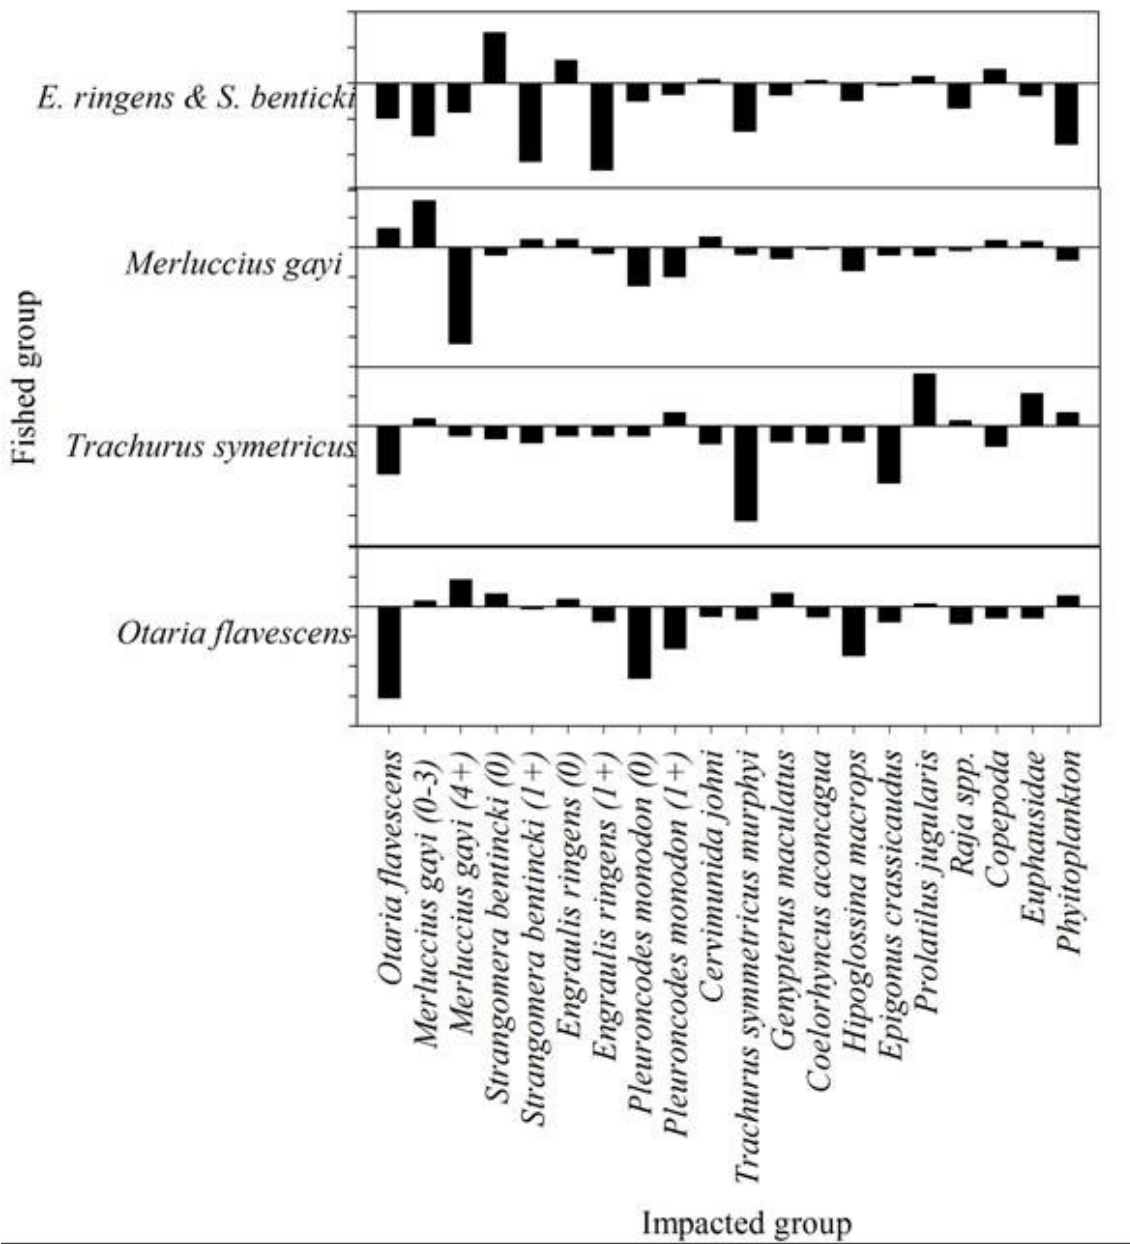 E. ringens & S. benticki
Merluccius gayi
Trachurus symetricus
Otaria flavescens
Fished group
Otaria flavescens
Merluccius gayi (0-3)
Merluccius gayi (4+)
Strangomera bentincki (0)
Strangomera bentincki (1+)
Engraulis ringens (0)
Engraulis ringens (1+)
Pleuroncodes monodon (0)
Pleuroncodes monodon (1+)
Cervimunida johni
Trachurus symmetricus murphyi
Genypterus maculatus
Coelorhyncus aconcagua
Hipoglossina macrops
Epigonus crassicaudus
Prolatilus jugularis
Raja spp.
Copepoda
Euphausidae
Phyitoplankton
Impacted group